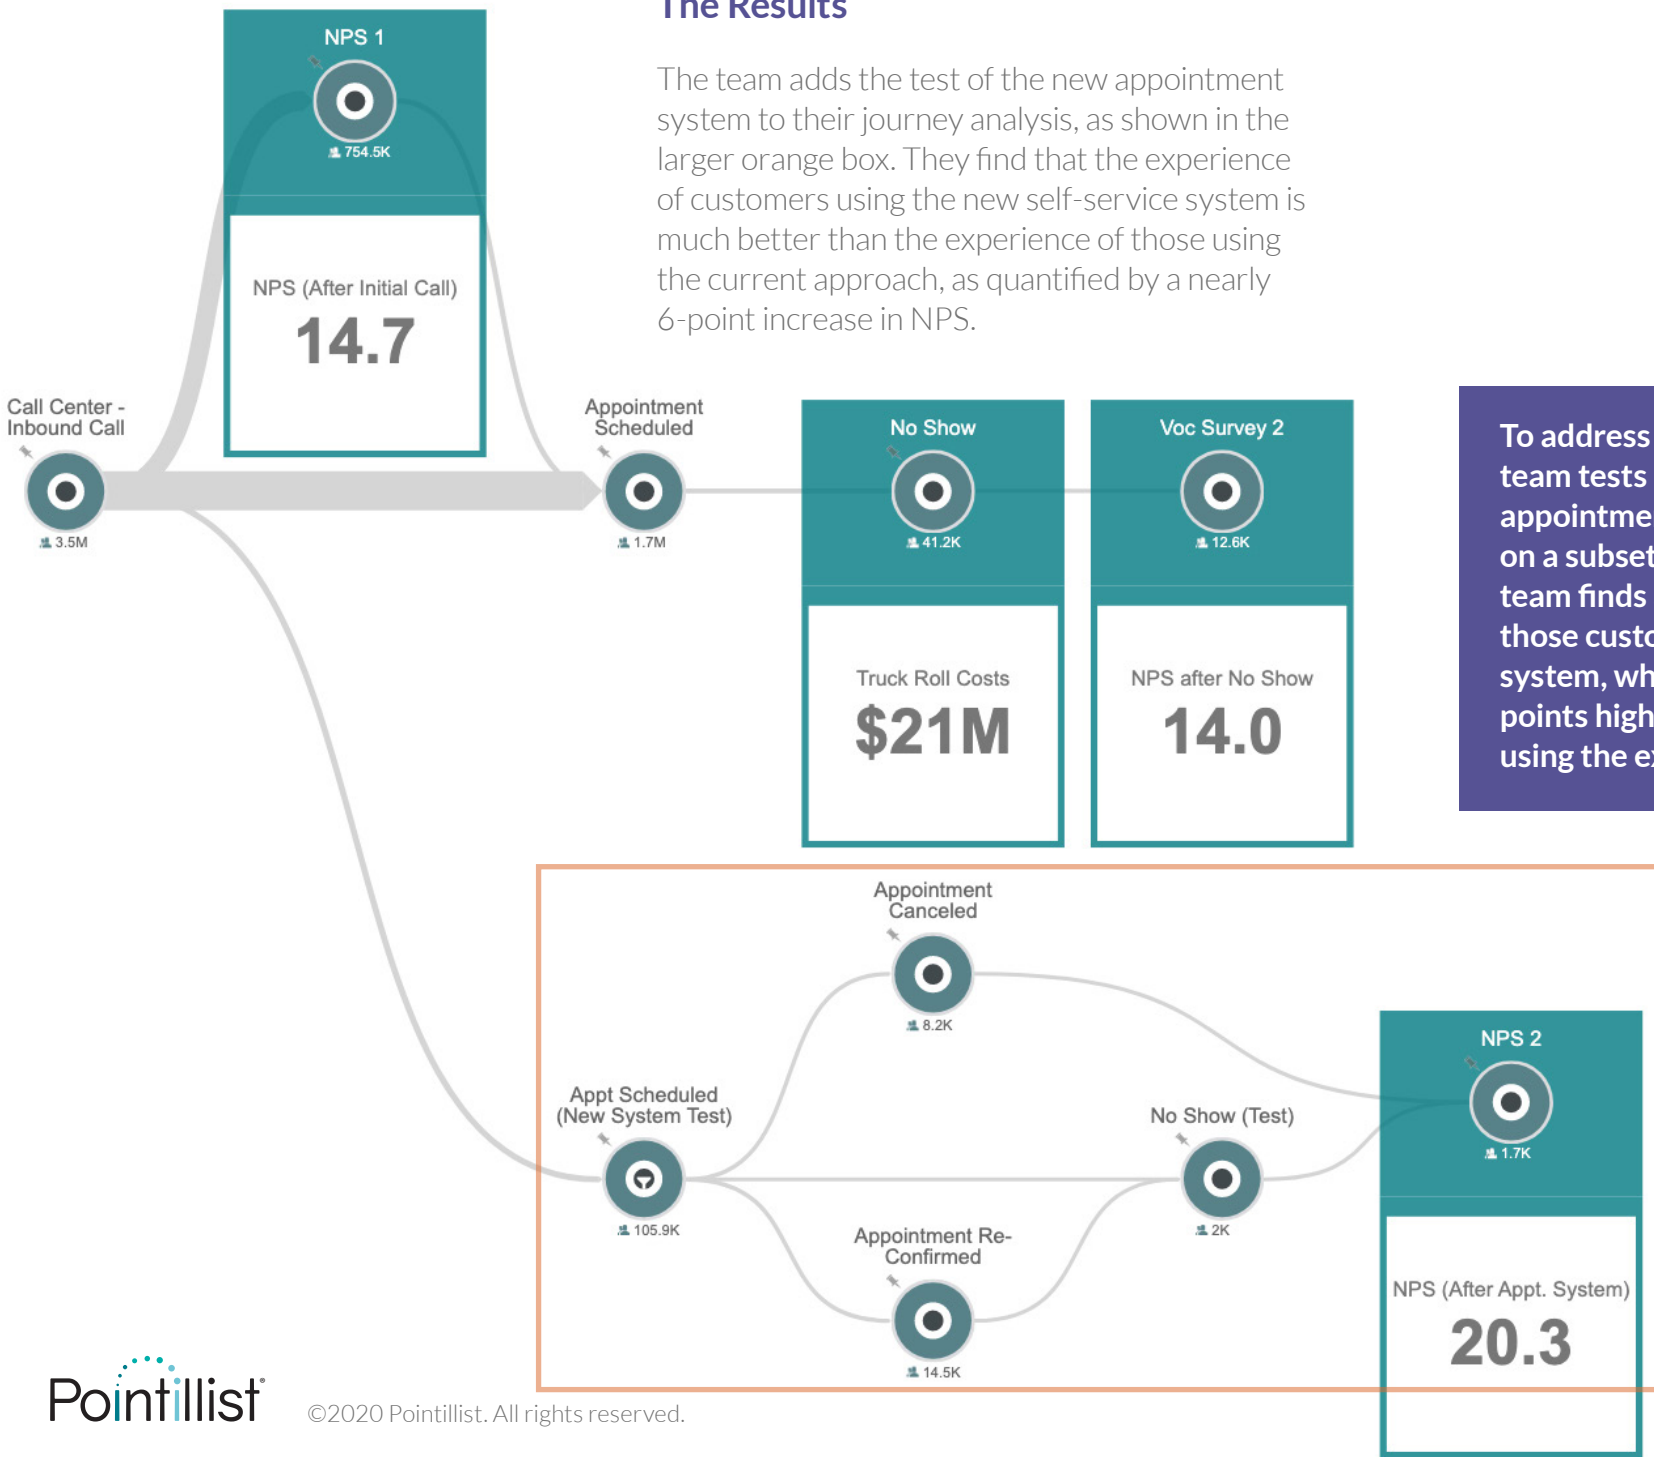 The Results
The team adds the test of the new appointment
system to their journey analysis, as shown in the
larger orange box. They find that the experience
of customers using the new self-service system is
much better than the experience of those using
the current approach, as quantified by a nearly
6-point increase in NPS.
NPS 1
754.5K
NPS (After Initial Call)
14.7
Call Center -
Inbound Call
3.5M
Appointment
Scheduled
1.7M
No Show
41.2K
Truck Roll Costs
$21M
Voc Survey 2
12.6K
NPS after No Show
14.0
To address
team tests
appointme
on a subset
team finds
those custo
system, wh
points high
using the e
Appointment
Canceled
8.2K
Appt Scheduled
(New System Test)
105.9K
No Show (Test)
2K
Appointment Re-
Confirmed
14.5K
NPS 2
1.7K
NPS (After Appt. System)
20.3
Pointillist
©2020 Pointillist. All rights reserved.